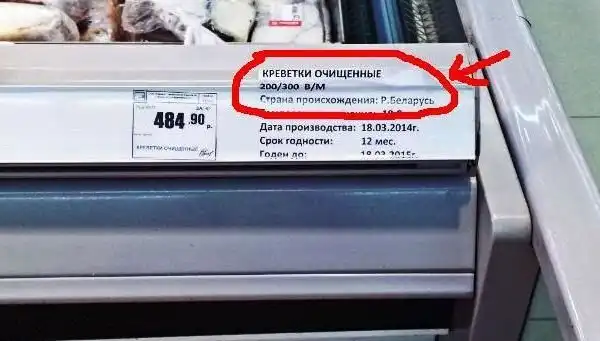 КРЕВЕТКИ ОЧИЩЕННЫЕ
200/300 В/М
Страна происхождения: Р.Беларусь
Дата производства: 18.03.2014г.
Срок годности: 12 мес.
Годен до: 18.03.2015г.
484.90
р.
КРЕВЕТКИ ОЧИЩЕННЫЕ